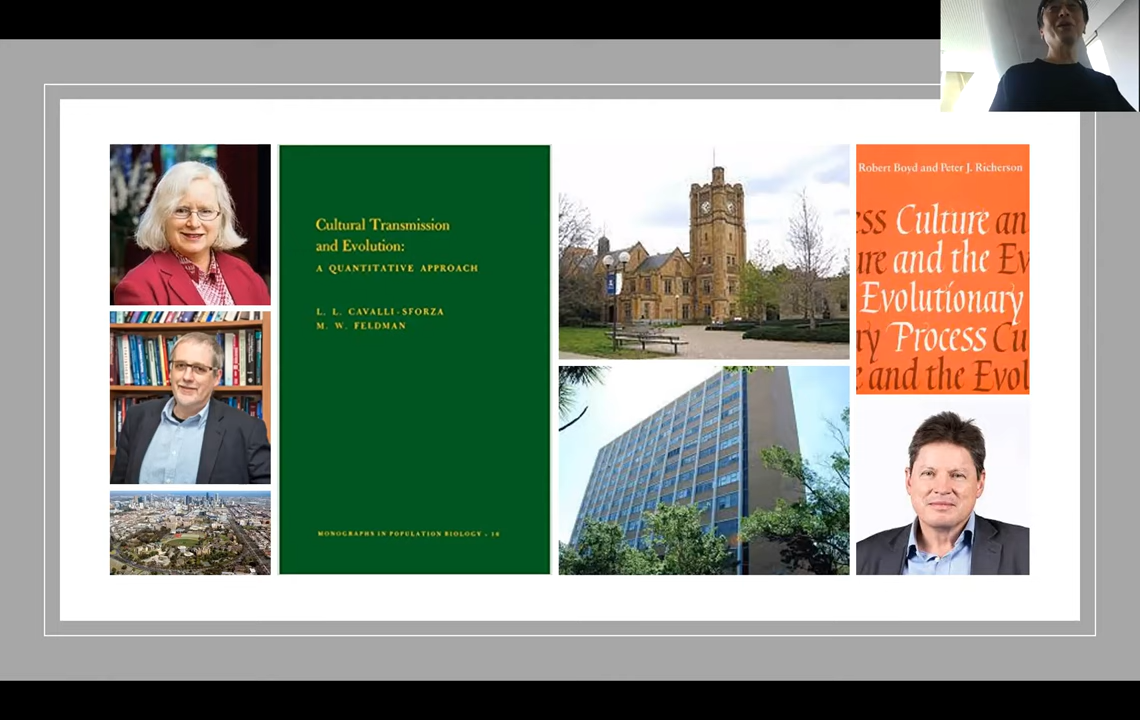 Cultural Transmission
and Evolution:
A QUANTITATIVE APPROACH
L. L. CAVALLI-SFORZA
M. W. FELDMAN
MONOGRAPHS IN POPULATION BIOLOGY - 16
Robert Boyd and Peter J. Richerson
ess Culture an
ure and the Ev
Evolutionary
ry Process Cu
e and the Evol